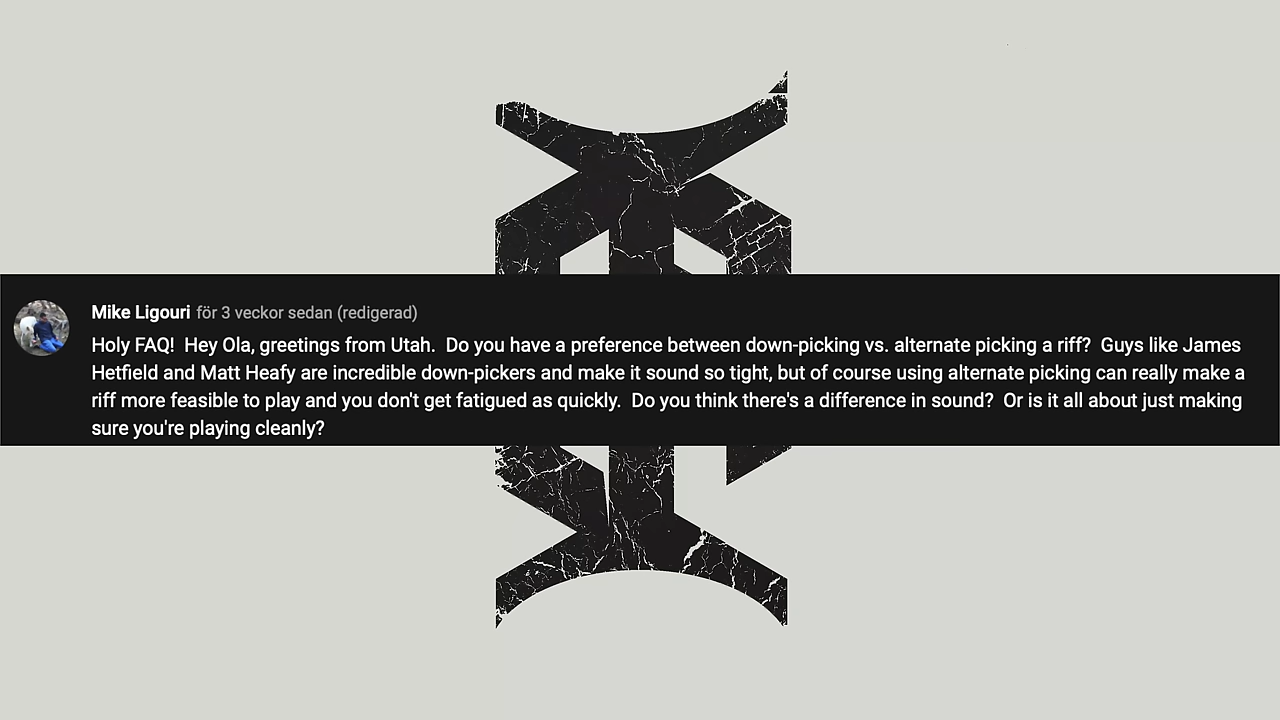 Mike Ligouri för 3 veckor sedan (redigerad)
Holy FAQ!  Hey Ola, greetings from Utah.  Do you have a preference between down-picking vs. alternate picking a riff?  Guys like James
Hetfield and Matt Heafy are incredible down-pickers and make it sound so tight, but of course using alternate picking can really make a
riff more feasible to play and you don't get fatigued as quickly.  Do you think there's a difference in sound?  Or is it all about just making
sure you're playing cleanly?